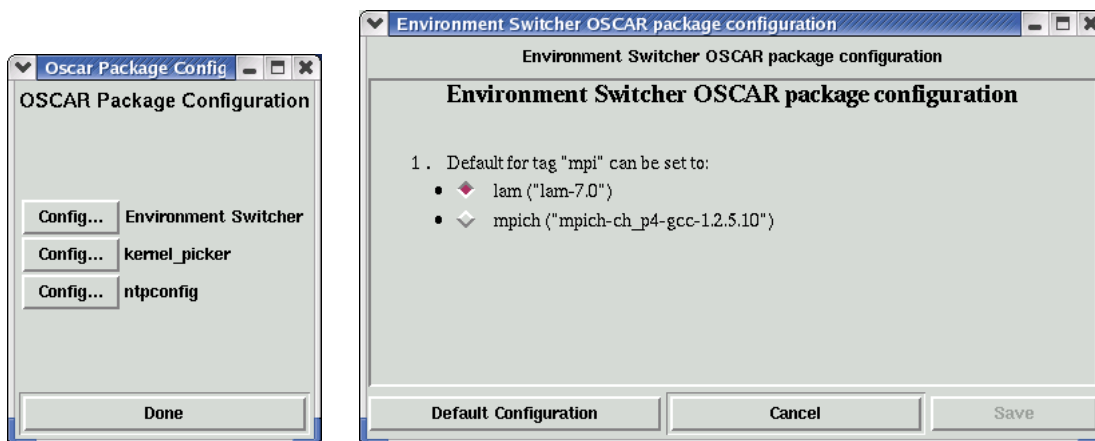 Oscar Package Config
OSCAR Package Configuration
Config... Environment Switcher
Config... kernel_picker
Config... ntpconfig
Done
Environment Switcher OSCAR package configuration
Environment Switcher OSCAR package configuration
Environment Switcher OSCAR package configuration
1. Default for tag "mpi" can be set to:
• lam ("lam-7.0")
• mpich ("mpich-ch_p4-gcc-1.2.5.10")
Default Configuration Cancel Save